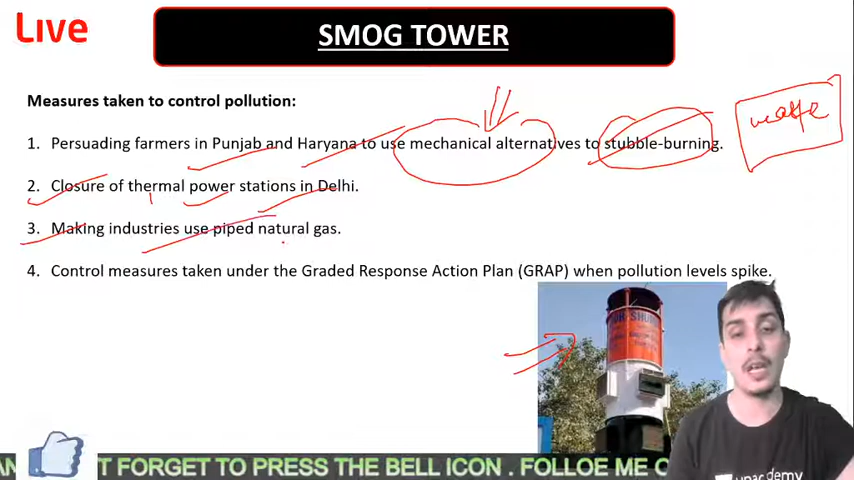 Live
SMOG TOWER
Measures taken to control pollution:
1. Persuading farmers in Punjab and Haryana to use mechanical alternatives to stubble-burning.
2. Closure of thermal power stations in Delhi.
3. Making industries use piped natural gas.
4. Control measures taken under the Graded Response Action Plan (GRAP) when pollution levels spike.
T FORGET TO PRESS THE BELL ICON . FOLLOE ME